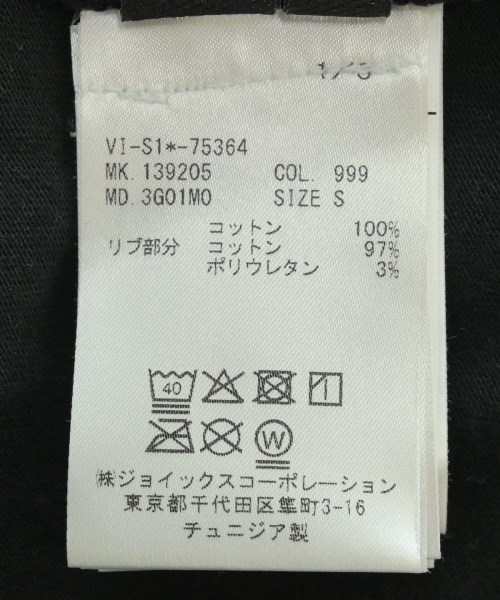 VI-S1*-75364
MK. 139205 COL. 999
MD. 3G01M0 SIZE S
コットン 100%
リブ部分 コットン 97%
ポリウレタン 3%
40
W
㈱ジョイックスコーポレーション
東京都千代田区隼町3-16
チュニジア製